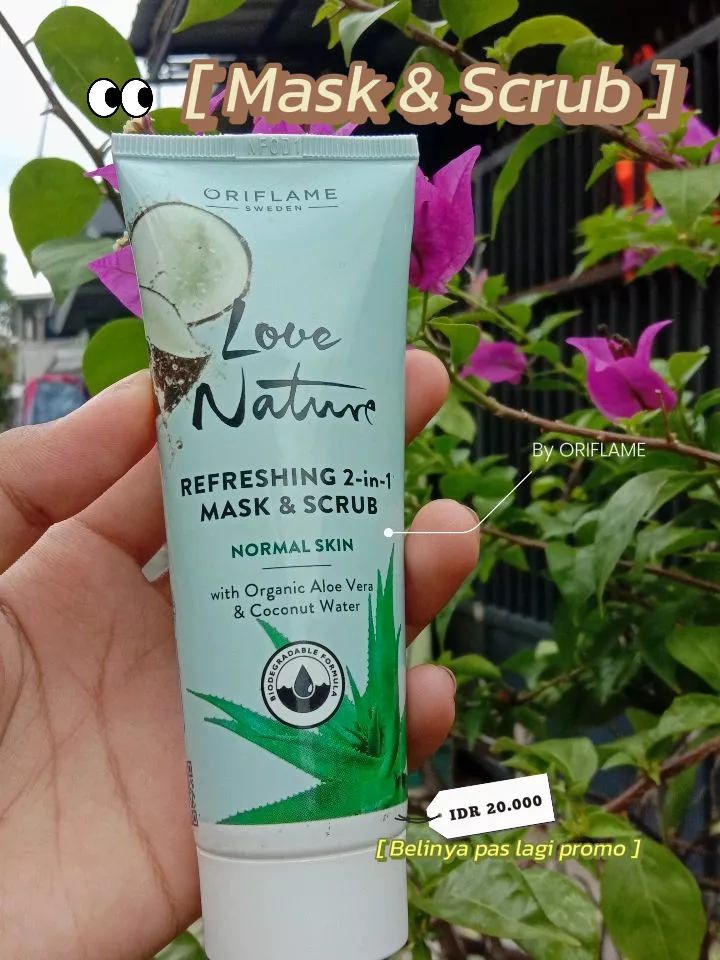 [ Mask & Scrub ]
NFCD1
ORIFLAME
SWEDEN
Love
Nature
By ORIFLAME
REFRESHING 2-in-1
MASK & SCRUB
NORMAL SKIN
with Organic Aloe Vera
& Coconut Water
BIODEGRADABLE FORMULA
IDR 20.000
[ Belinya pas lagi promo ]